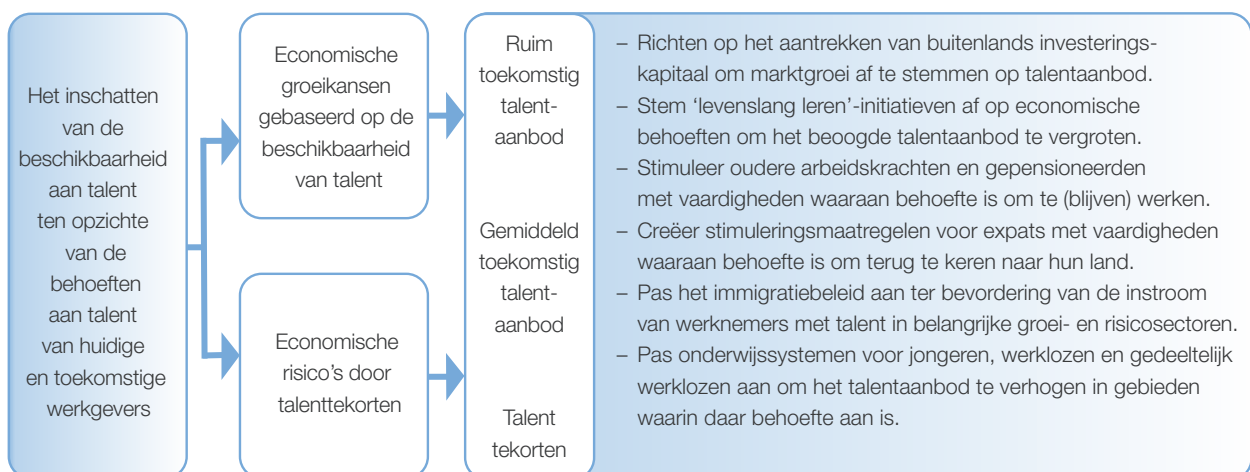 Het inschatten
van de
beschikbaarheid
aan talent
ten opzichte
van de
behoeften
aan talent
van huidige
en toekomstige
werkgevers
Economische
groeikansen
gebaseerd op de
beschikbaarheid
van talent
Economische
risico's door
talenttekorten
Ruim
toekomstig
talent-
aanbod
Gemiddeld
toekomstig
talent-
aanbod
Talent
tekorten
– Richten op het aantrekken van buitenlands investerings-
kapitaal om marktgroei af te stemmen op talentaanbod.
– Stem ‘levenslang leren’-initiatieven af op economische
behoeften om het beoogde talentaanbod te vergroten.
– Stimuleer oudere arbeidskrachten en gepensioneerden
met vaardigheden waaraan behoefte is om te (blijven) werken.
– Creëer stimuleringsmaatregelen voor expats met vaardigheden
waaraan behoefte is om terug te keren naar hun land.
– Pas het immigratiebeleid aan ter bevordering van de instroom
van werknemers met talent in belangrijke groei- en risicosectoren.
– Pas onderwijssystemen voor jongeren, werklozen en gedeeltelijk
werklozen aan om het talentaanbod te verhogen in gebieden
waarin daar behoefte aan is.